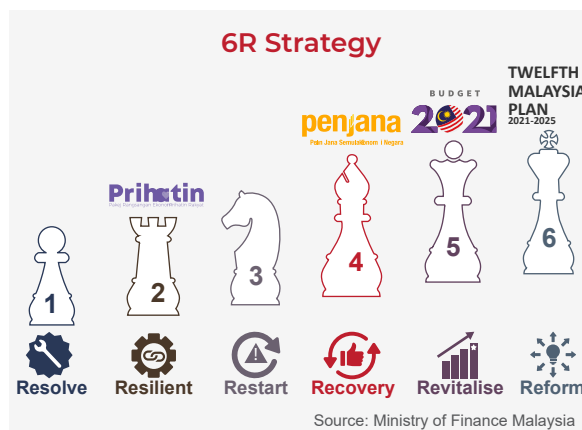 6R Strategy
TWELFTH
MALAYSIA
PLAN
2021-2025
BUDGET
2021
penjana
Prihatin
1
2
3
4
5
6
Resolve
Resilient
Restart
Recovery
Revitalise
Reform
Source: Ministry of Finance Malaysia